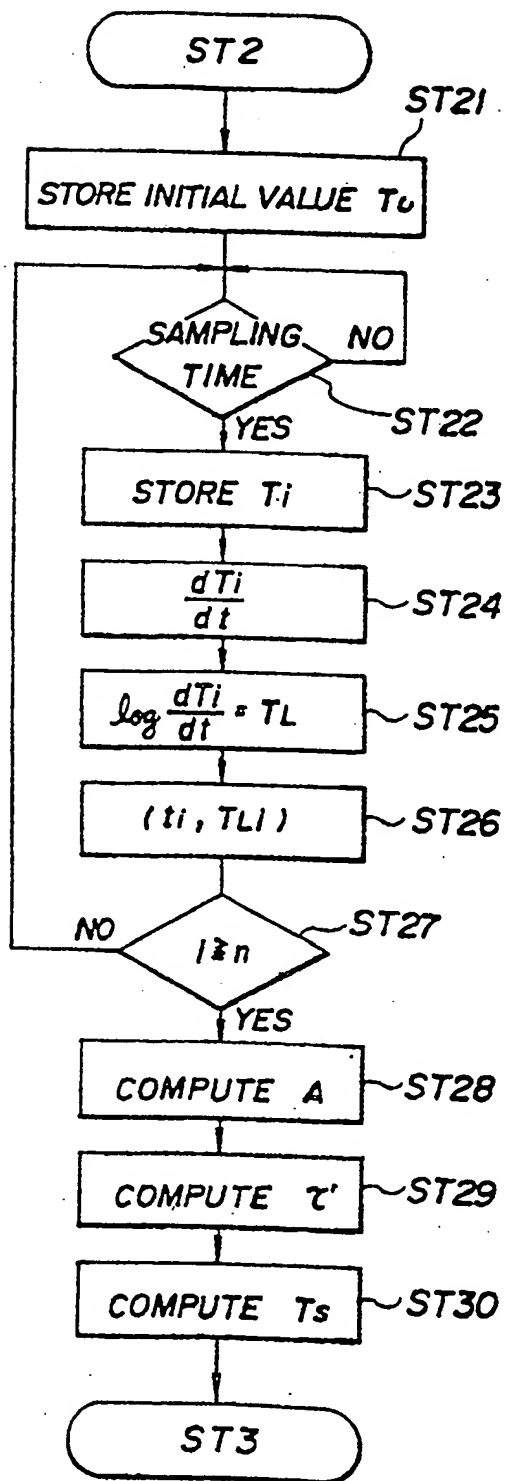 ST2
ST21
STORE INITIAL VALUE To
SAMPLING
TIME
NO
ST22
YES
STORE Ti
ST23
dTi
dt
ST24
log dTi/dt = TL
ST25
(ti, TLi)
ST26
ST27
NO
i≧n
YES
COMPUTE A
ST28
COMPUTE τ'
ST29
COMPUTE Ts
ST30
ST3